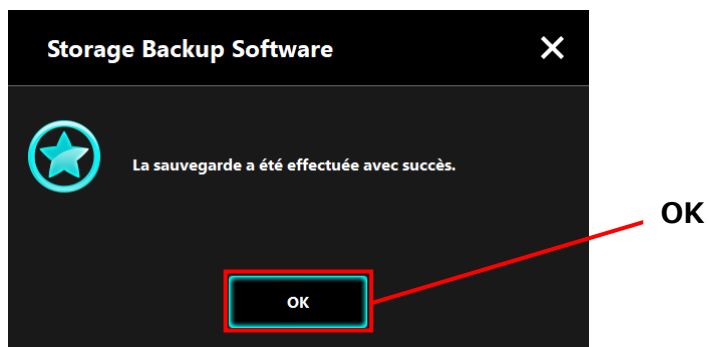 Storage Backup Software
La sauvegarde a été effectuée avec succès.
OK
OK